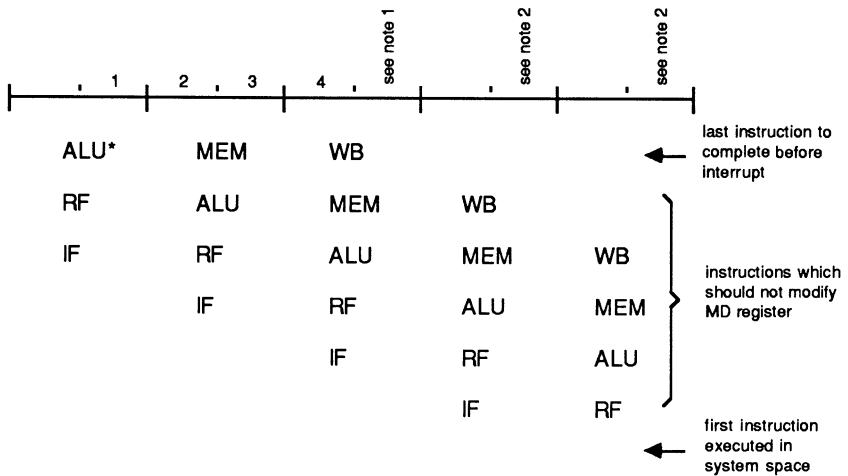 see note 1
see note 2
see note 2
1 2 3 4
ALU* MEM WB
last instruction to
complete before
interrupt
RF ALU MEM WB
IF RF ALU MEM WB
IF RF ALU MEM
IF RF ALU
IF RF
instructions which
should not modify
MD register
first instruction
executed in
system space